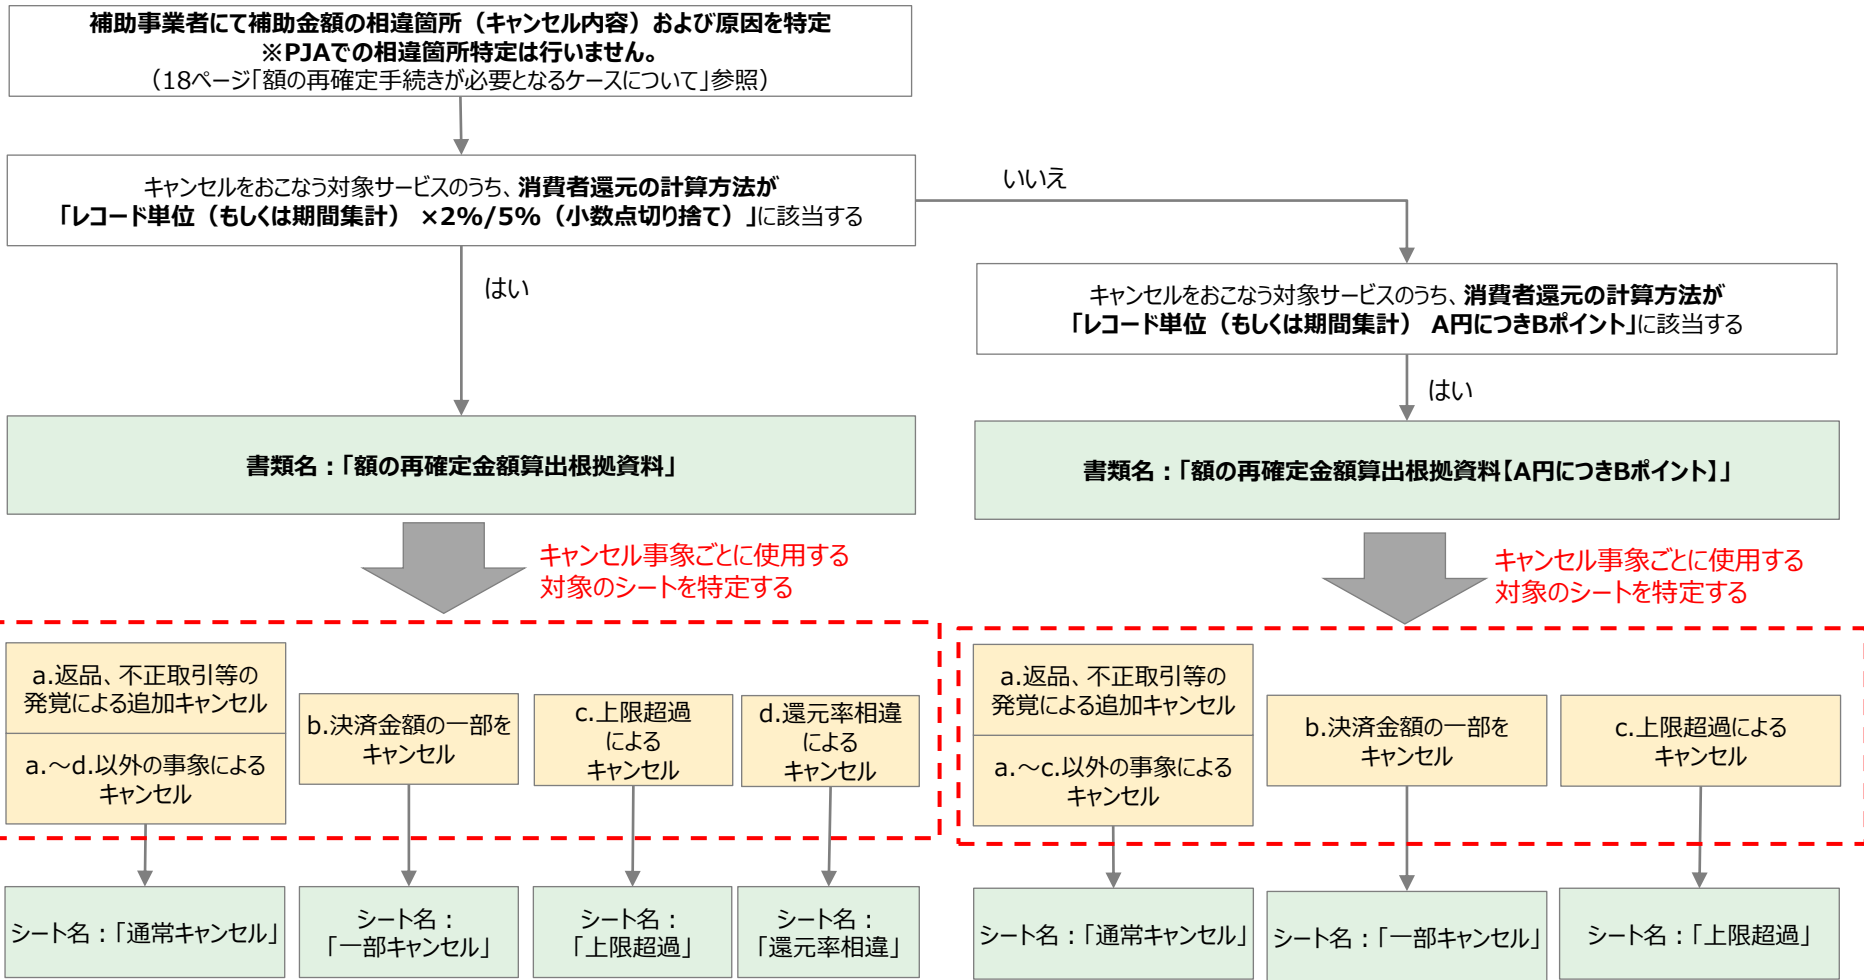 補助事業者にて補助金額の相違箇所（キャンセル内容）および原因を特定
※PJAでの相違箇所特定は行いません。
（18ページ「額の再確定手続きが必要となるケースについて」参照）
キャンセルをおこなう対象サービスのうち、消費者還元の計算方法が
「レコード単位（もしくは期間集計） ×2%/5%（小数点切り捨て）」に該当する
いいえ
はい
キャンセルをおこなう対象サービスのうち、消費者還元の計算方法が
「レコード単位（もしくは期間集計） A円につきBポイント」に該当する
はい
書類名：「額の再確定金額算出根拠資料」
書類名：「額の再確定金額算出根拠資料【A円につきBポイント】」
キャンセル事象ごとに使用する
対象のシートを特定する
キャンセル事象ごとに使用する
対象のシートを特定する
a.返品、不正取引等の
発覚による追加キャンセル
a.～d.以外の事象による
キャンセル
b.決済金額の一部を
キャンセル
c.上限超過
による
キャンセル
d.還元率相違
による
キャンセル
a.返品、不正取引等の
発覚による追加キャンセル
a.～c.以外の事象による
キャンセル
b.決済金額の一部を
キャンセル
c.上限超過による
キャンセル
シート名：「通常キャンセル」
シート名：
「一部キャンセル」
シート名：
「上限超過」
シート名：
「還元率相違」
シート名：「通常キャンセル」
シート名：「一部キャンセル」
シート名：「上限超過」